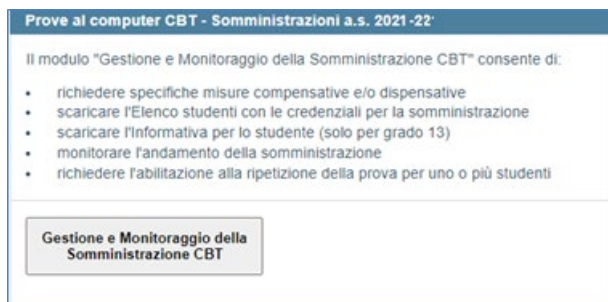 Prove al computer CBT - Somministrazioni a.s. 2021-22
Il modulo "Gestione e Monitoraggio della Somministrazione CBT" consente di:
• richiedere specifiche misure compensative e/o dispensative
• scaricare l'Elenco studenti con le credenziali per la somministrazione
• scaricare l'Informativa per lo studente (solo per grado 13)
• monitorare l'andamento della somministrazione
• richiedere l'abilitazione alla ripetizione della prova per uno o più studenti
Gestione e Monitoraggio della
Somministrazione CBT